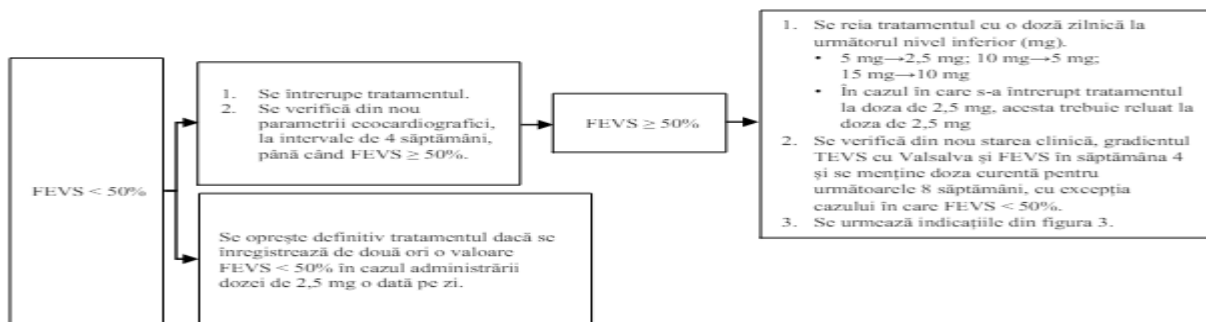 FEVS < 50%
1. Se întrerupe tratamentul.
2. Se verifică din nou
parametrii ecocardiografici,
la intervale de 4 săptămâni,
până când FEVS ≥ 50%.
Se oprește definitiv tratamentul dacă se
înregistrează de două ori o valoare
FEVS < 50% în cazul administrării
dozei de 2,5 mg o dată pe zi.
FEVS ≥ 50%
1. Se reia tratamentul cu o doză zilnică la
următorul nivel inferior (mg).
• 5 mg→2,5 mg; 10 mg→5 mg;
15 mg→10 mg
• În cazul în care s-a întrerupt tratamentul
la doza de 2,5 mg, acesta trebuie reluat la
doza de 2,5 mg
2. Se verifică din nou starea clinică, gradientul
TEVS cu Valsalva și FEVS în săptămâna 4
și se menține doza curentă pentru
următoarele 8 săptămâni, cu excepția
cazului în care FEVS < 50%.
3. Se urmează indicațiile din figura 3.